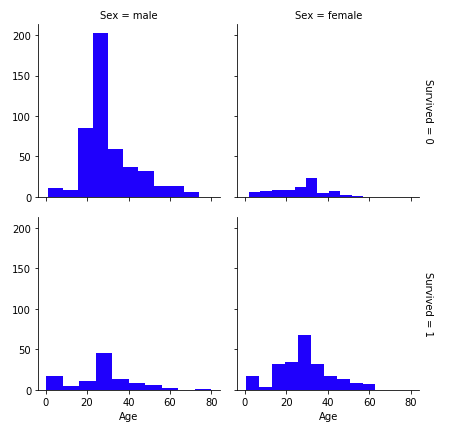 Sex = male
Sex = female
200
150
100
50
0
Survived = 0
200
150
100
50
0
Survived = 1
0 20 40 60 80
0 20 40 60 80
Age
Age